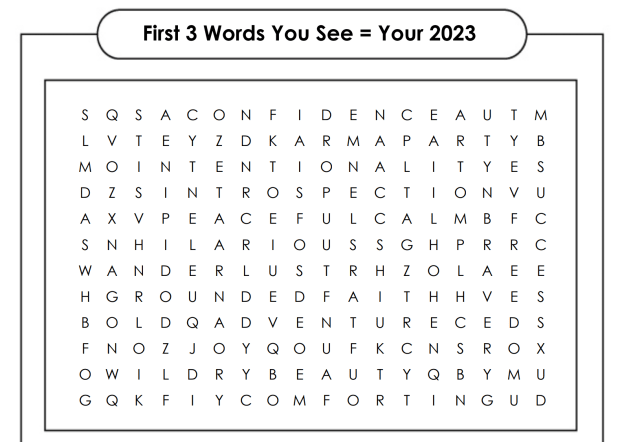 First 3 Words You See = Your 2023
S Q S A C O N F I D E N C E A U T M
L V T E Y Z D K A R M A P A R T Y B
M O I N T E N T I O N A L I T Y E S
D Z S I N T R O S P E C T I O N V U
A X V P E A C E F U L C A L M B F C
S N H I L A R I O U S S G H P R R C
W A N D E R L U S T R H Z O L A E E
H G R O U N D E D F A I T H H V E S
B O L D Q A D V E N T U R E C E D S
F N O Z J O Y Q O U F K C N S R O X
O W I L D R Y B E A U T Y Q B Y M U
G Q K F I Y C O M F O R T I N G U D